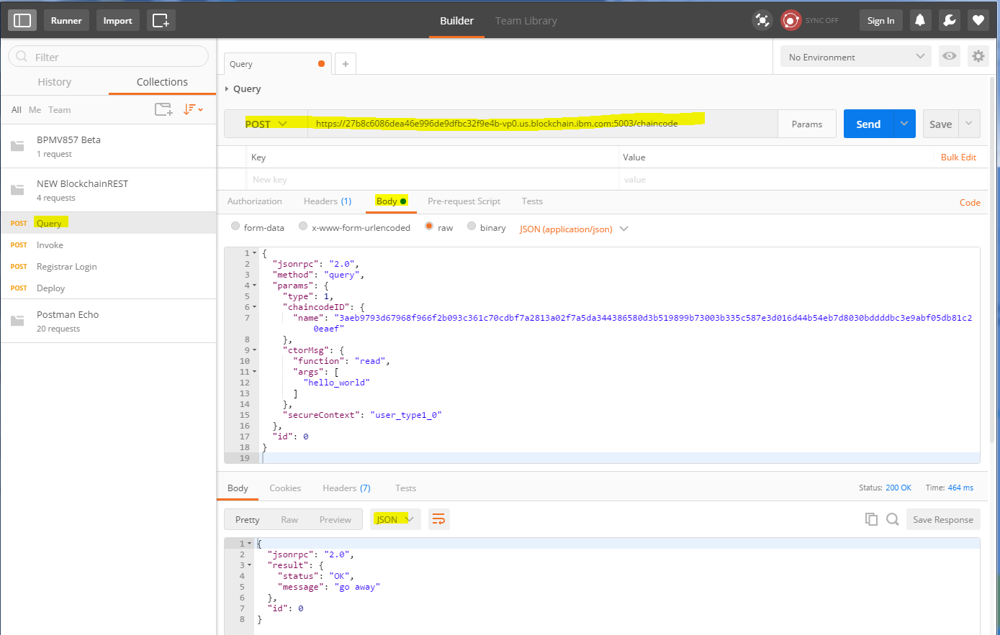 Runner Import Builder Team Library SYNC OFF Sign In
Filter
History Collections
All Me Team
BPMV857 Beta
1 request
NEW BlockchainREST
4 requests
POST Query
POST Invoke
POST Registrar Login
POST Deploy
Postman Echo
20 requests
Query + No Environment
Query
POST https://27b8c6086dea46e996de9dfbc32f9e4b-vp0.us.blockchain.ibm.com:5003/chaincode Params Send Save
Key Value Bulk Edit
New key value
Authorization Headers (1) Body Pre-request Script Tests Code
form-data x-www-form-urlencoded raw binary JSON (application/json)
1 {
2 "jsonrpc": "2.0",
3 "method": "query",
4 "params": {
5 "type": 1,
6 "chaincodeID": {
7 "name": "3aeb9793d67968f966f2b093c361c70cdbf7a2813a02f7a5da344386580d3b519899b73003b335c587e3d016d44b54eb7d8030bddddbc3e9abf05db81c2
0eaef"
8 },
9 "ctorMsg": {
10 "function": "read",
11 "args": [
12 "hello_world"
13 ]
14 },
15 "secureContext": "user_type1_0"
16 },
17 "id": 0
18 }
19
Body Cookies Headers (7) Tests Status: 200 OK Time: 464 ms
Pretty Raw Preview JSON Save Response
1 {
2 "jsonrpc": "2.0",
3 "result": {
4 "status": "OK",
5 "message": "go away"
6 },
7 "id": 0
8 }